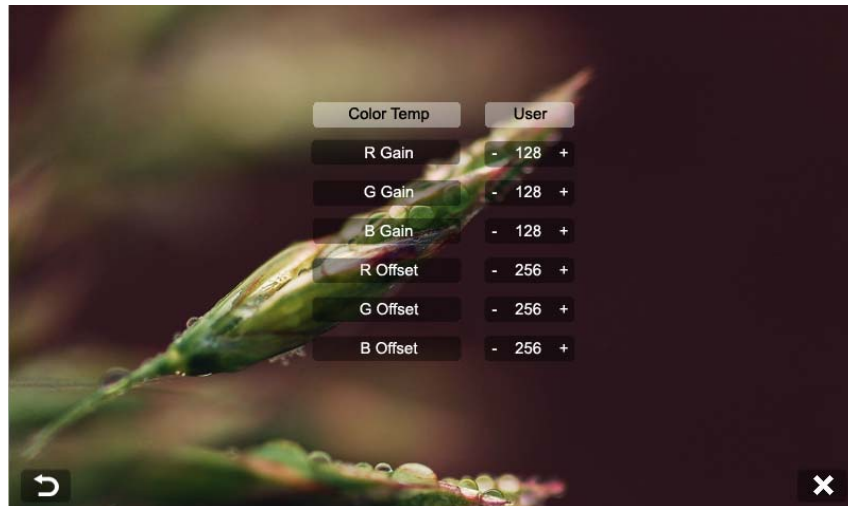 Color Temp User
R Gain - 128 +
G Gain - 128 +
B Gain - 128 +
R Offset - 256 +
G Offset - 256 +
B Offset - 256 +